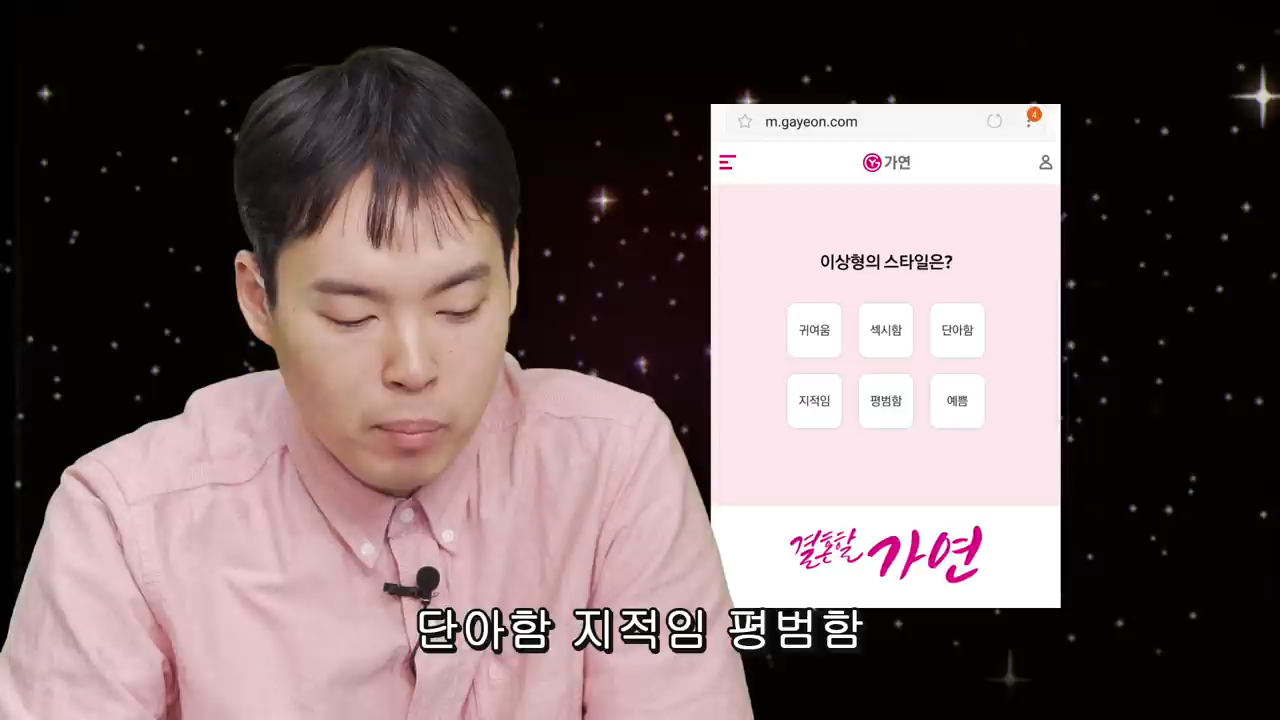 m.gayeon.com
4
가연
이상형의 스타일은?
귀여움 섹시함 단아함
지적임 평범함 예쁨
결혼할 가연
단아함 지적임 평범함